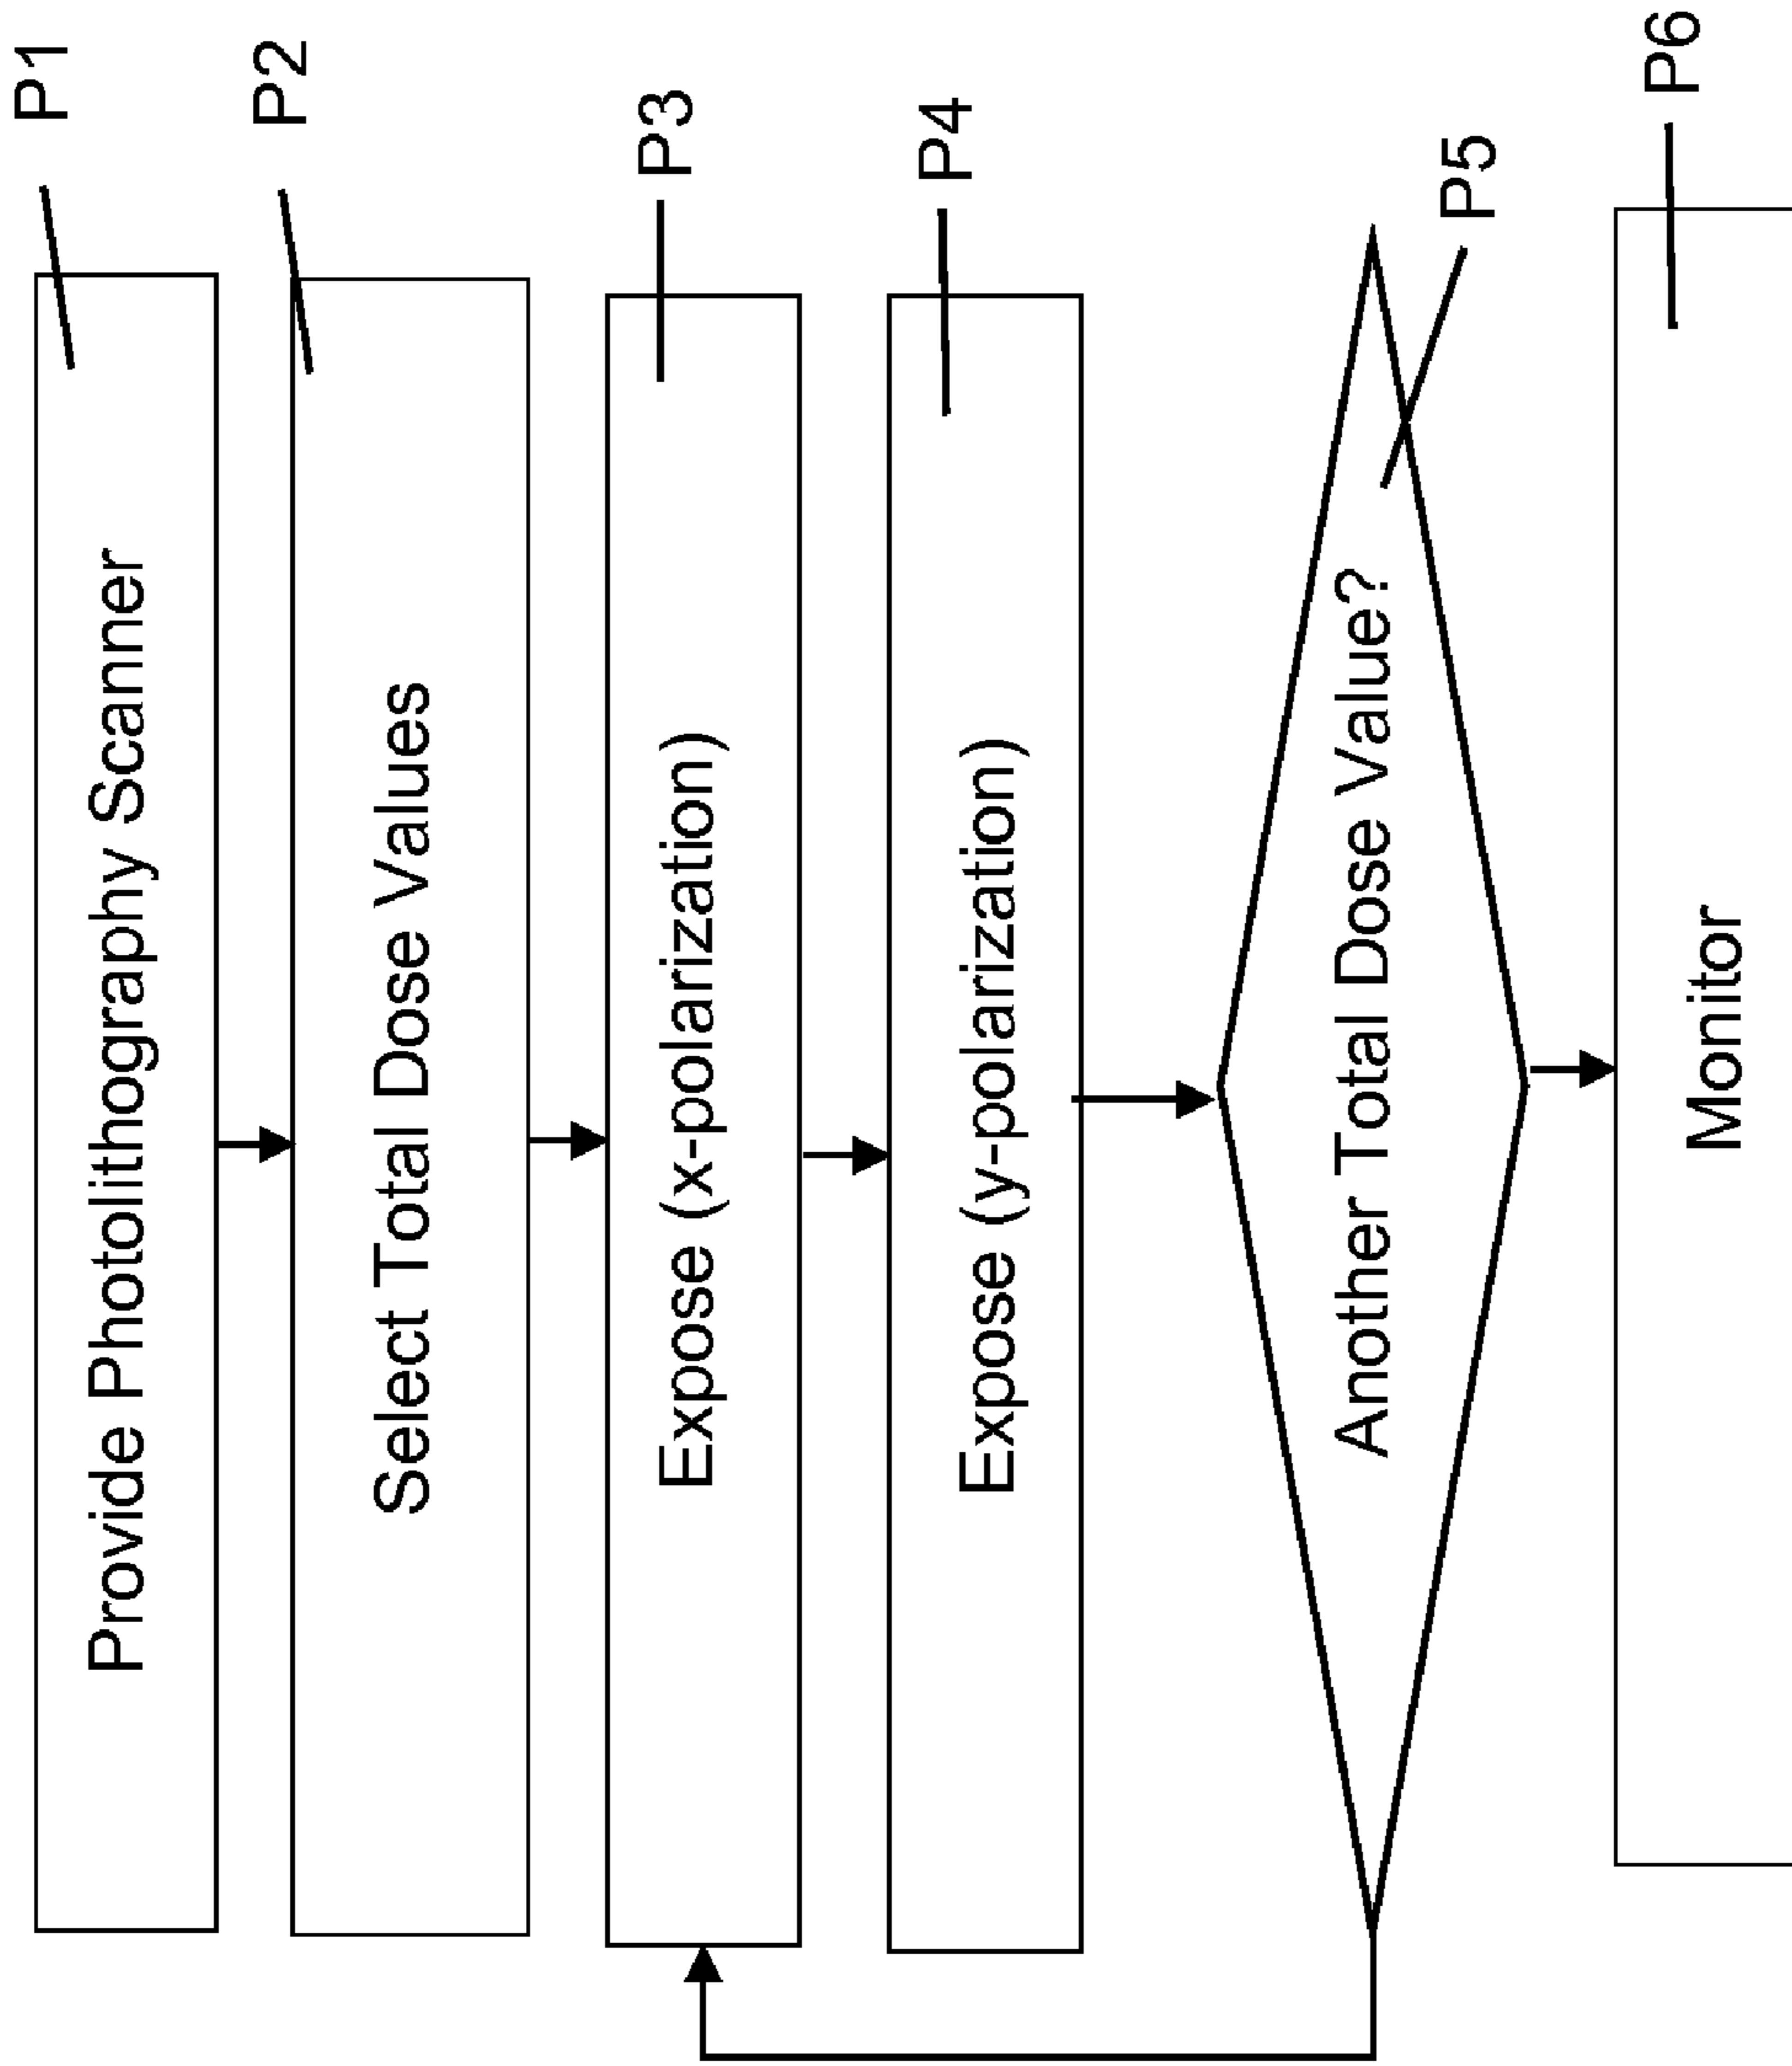 P1
Provide Photolithography Scanner
P2
Select Total Dose Values
P3
Expose (x-polarization)
P4
Expose (y-polarization)
P5
Another Total Dose Value?
P6
Monitor